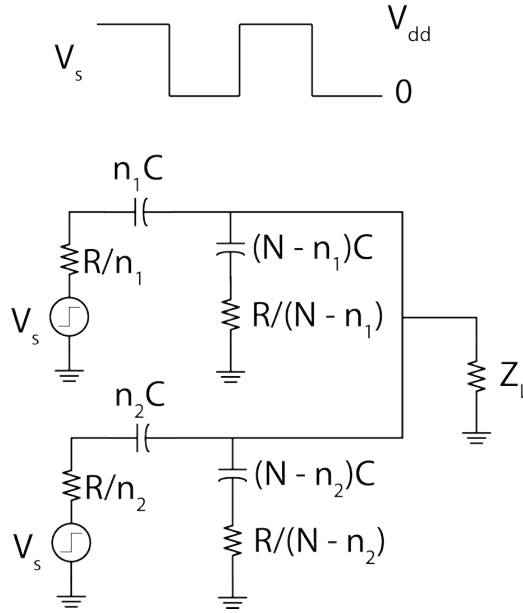 V_dd
V_s
0
n_1C
(N - n_1)C
R/n_1
V_s
R/(N - n_1)
Z_L
n_2C
(N - n_2)C
R/n_2
V_s
R/(N - n_2)